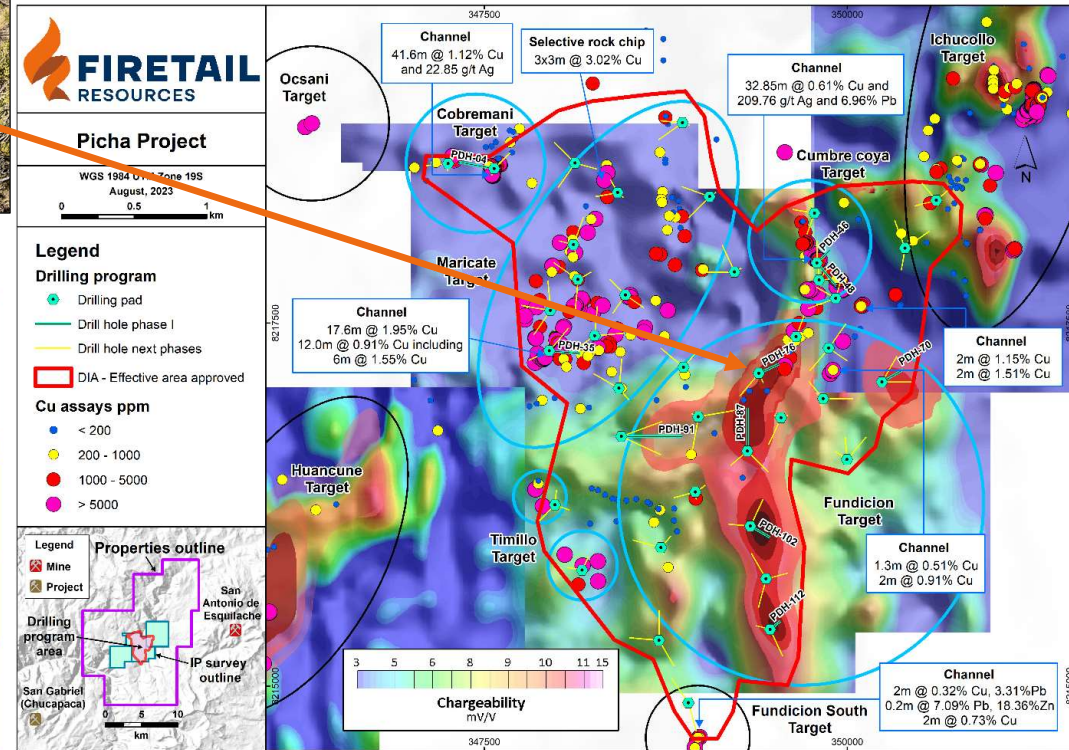 FIRETAIL
RESOURCES
Picha Project
WGS 1984 UTM Zone 19S
August, 2023
0 0.5 1
km
Legend
Drilling program
Drilling pad
Drill hole phase I
Drill hole next phases
DIA - Effective area approved
Cu assays ppm
< 200
200 - 1000
1000 - 5000
> 5000
Legend
Mine
Project
Properties outline
San
Antonio de
Esquilache
Drilling
program
area
IP survey
outline
San Gabriel
(Chucapaca)
0 5 10
km
347500
350000
Ocsani
Target
Channel
41.6m @ 1.12% Cu
and 22.85 g/t Ag
Selective rock chip
3x3m @ 3.02% Cu
Channel
32.85m @ 0.61% Cu and
209.76 g/t Ag and 6.96% Pb
Ichucollo
Target
N
Cobremani
Target
PDH-04
Cumbre coya
Target
PDH-46
PDH-48
Maricate
Target
8217500
8217500
Channel
17.6m @ 1.95% Cu
12.0m @ 0.91% Cu including
6m @ 1.55% Cu
PDH-35
PDH-76
PDH-70
Channel
2m @ 1.15% Cu
2m @ 1.51% Cu
PDH-91
PDH-87
Huancune
Target
Fundicion
Target
Timillo
Target
PDH-102
Channel
1.3m @ 0.51% Cu
2m @ 0.91% Cu
PDH-112
3 5 6 8 9 10 11 15
Chargeability
mV/V
8215000
8215000
Channel
2m @ 0.32% Cu, 3.31%Pb
0.2m @ 7.09% Pb, 18.36%Zn
2m @ 0.73% Cu
Fundicion South
Target
347500
350000